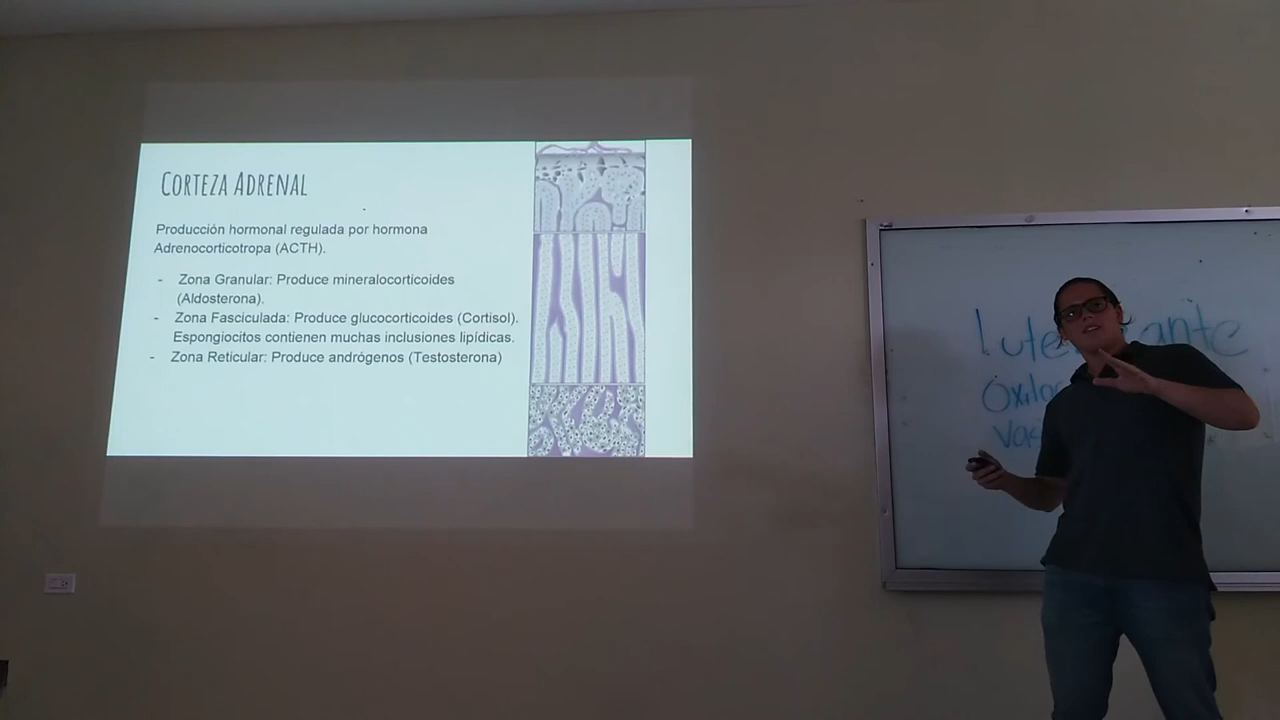 CORTEZA ADRENAL
Producción hormonal regulada por hormona
Adrenocorticotropa (ACTH).
- Zona Granular: Produce mineralocorticoides
(Aldosterona).
- Zona Fasciculada: Produce glucocorticoides (Cortisol).
Espongiocitos contienen muchas inclusiones lipídicas.
- Zona Reticular: Produce andrógenos (Testosterona)